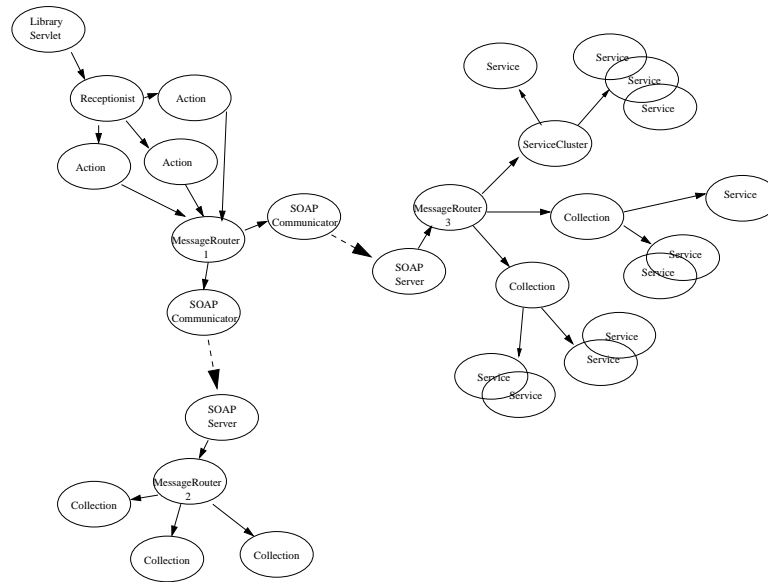 Library
Servlet
Receptionist
Action
Action
Action
MessageRouter
1
SOAP
Communicator
SOAP
Communicator
SOAP
Server
MessageRouter
2
Collection
Collection
Collection
SOAP
Server
MessageRouter
3
ServiceCluster
Service
Service
Service
Service
Collection
Service
Service
Service
Collection
Service
Service
Service
Service